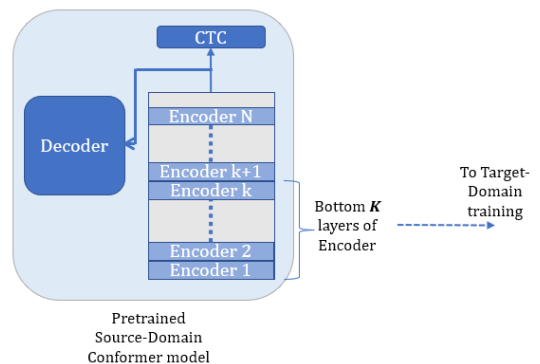 CTC
Decoder
Encoder N
Encoder k+1
Encoder k
Encoder 2
Encoder 1
Bottom K
layers of
Encoder
To Target-
Domain
training
Pretrained
Source-Domain
Conformer model